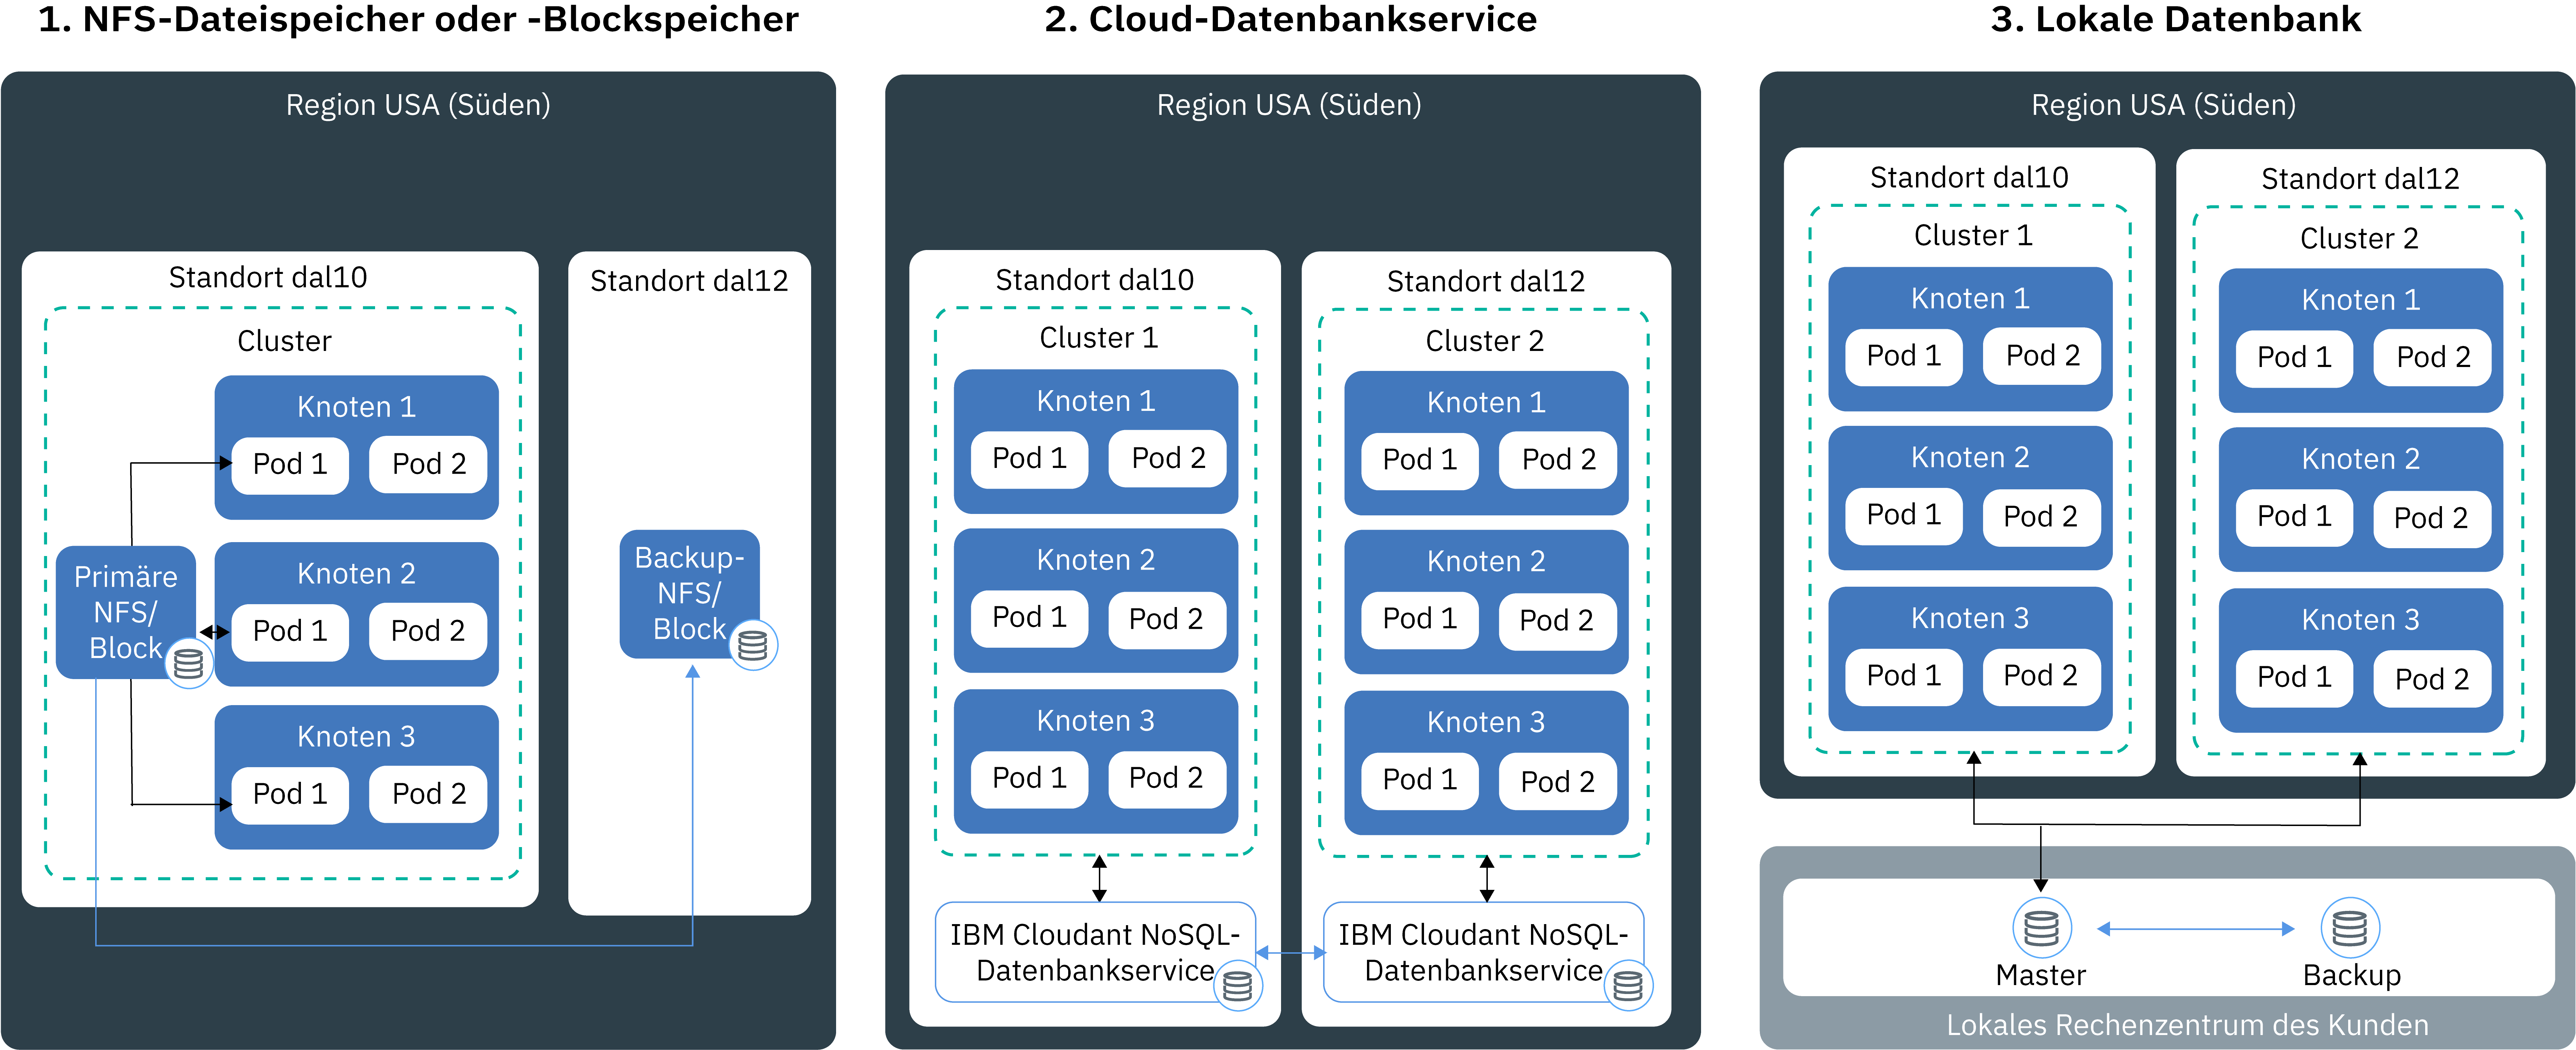 1. NFS-Dateispeicher oder -Blockspeicher
Region USA (Süden)
Standort dal10
Cluster
Knoten 1
Pod 1
Pod 2
Primäre
NFS/
Block
Knoten 2
Pod 1
Pod 2
Knoten 3
Pod 1
Pod 2
Standort dal12
Backup-
NFS/
Block
2. Cloud-Datenbankservice
Region USA (Süden)
Standort dal10
Cluster 1
Knoten 1
Pod 1
Pod 2
Knoten 2
Pod 1
Pod 2
Knoten 3
Pod 1
Pod 2
IBM Cloudant NoSQL-
Datenbankservice
Standort dal12
Cluster 2
Knoten 1
Pod 1
Pod 2
Knoten 2
Pod 1
Pod 2
Knoten 3
Pod 1
Pod 2
IBM Cloudant NoSQL-
Datenbankservice
3. Lokale Datenbank
Region USA (Süden)
Standort dal10
Cluster 1
Knoten 1
Pod 1
Pod 2
Knoten 2
Pod 1
Pod 2
Knoten 3
Pod 1
Pod 2
Standort dal12
Cluster 2
Knoten 1
Pod 1
Pod 2
Knoten 2
Pod 1
Pod 2
Knoten 3
Pod 1
Pod 2
Master
Backup
Lokales Rechenzentrum des Kunden